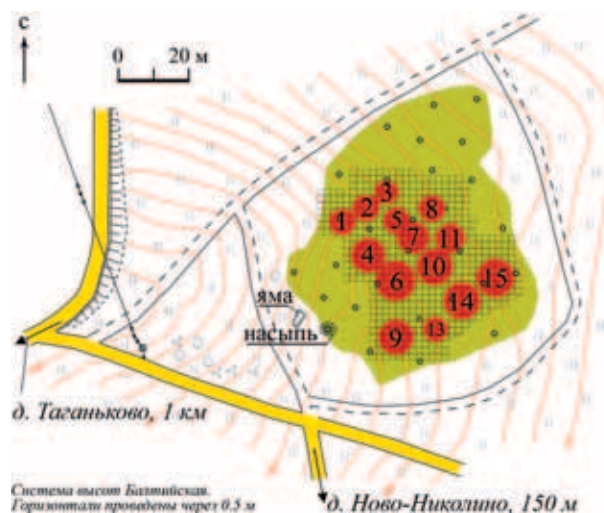 с
0 20 м
3
2
8
1
5
7
11
4
10
6
15
14
яма
насыпь
9
13
д. Таганьково, 1 км
Система высот Балтийская.
Горизонтали проведены через 0.5 м
д. Ново-Николино, 150 м